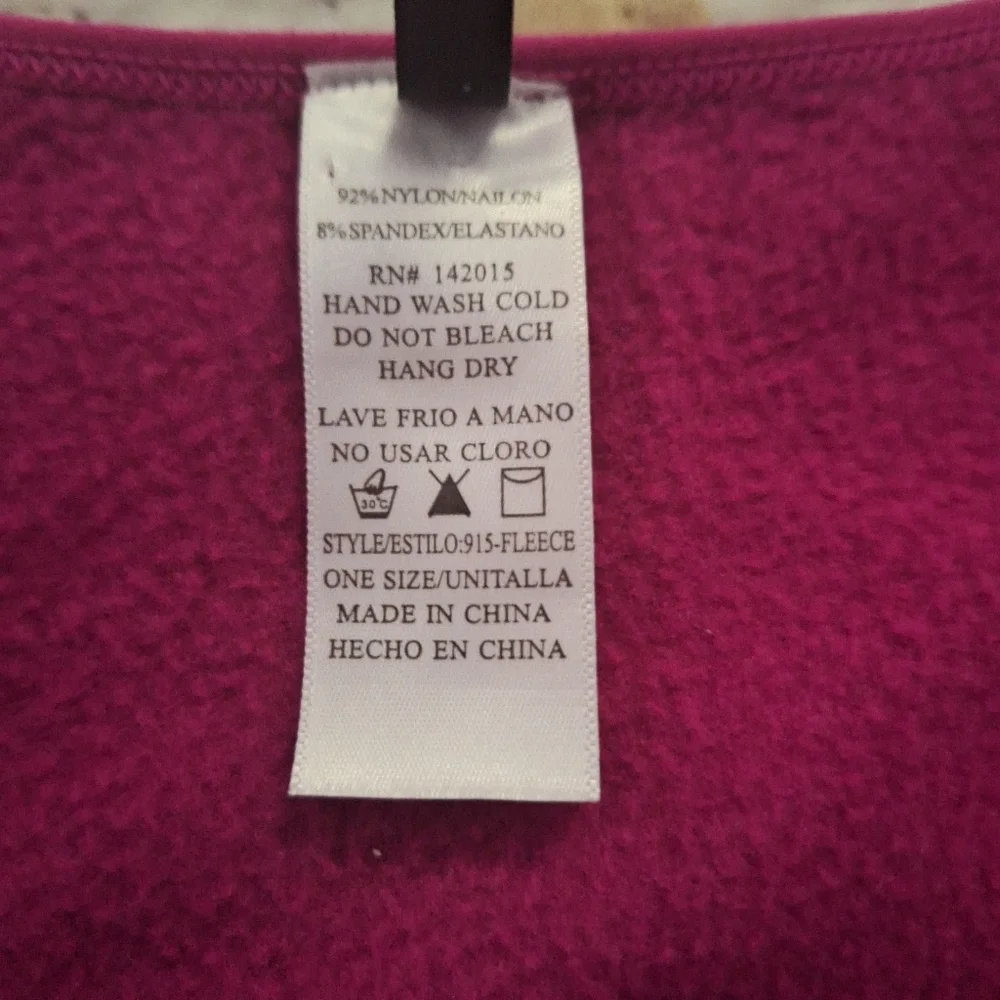 92% NYLON/NAILON
8% SPANDEX/ELASTANO
RN# 142015
HAND WASH COLD
DO NOT BLEACH
HANG DRY
LAVE FRIO A MANO
NO USAR CLORO
30°C
STYLE/ESTILO:915-FLEECE
ONE SIZE/UNITALLA
MADE IN CHINA
HECHO EN CHINA